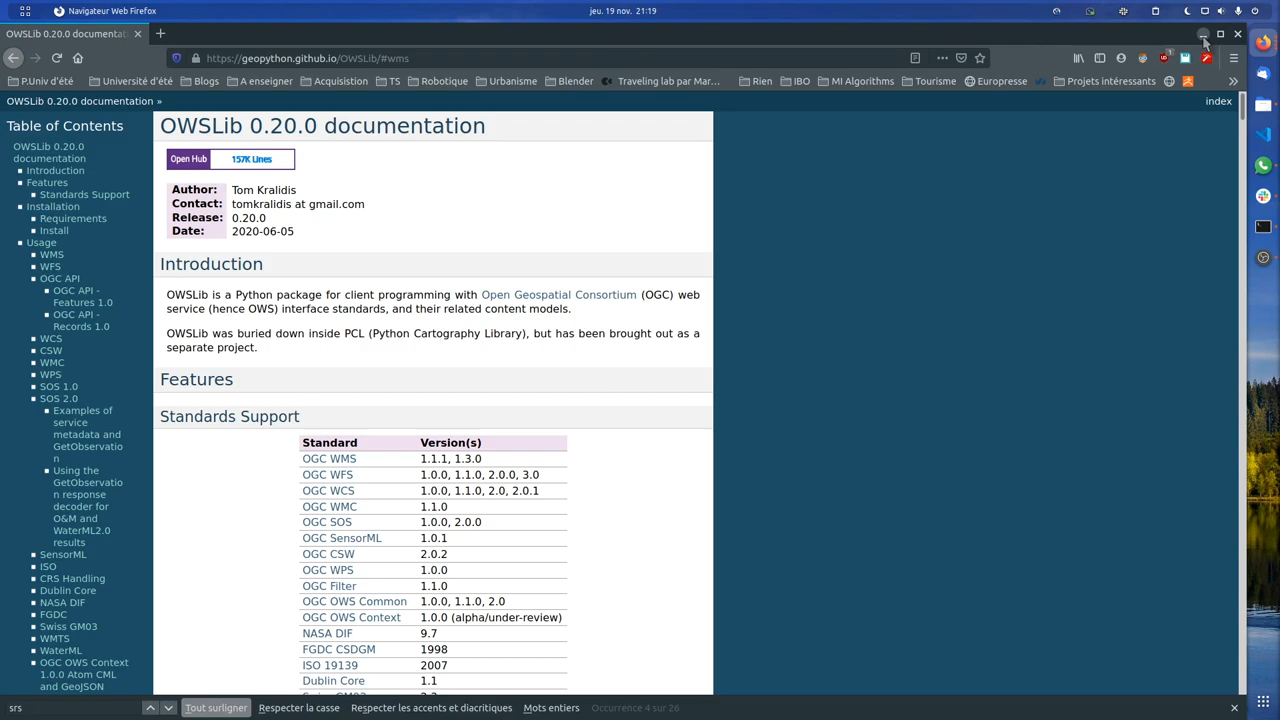 Navigateur Web Firefox
jeu. 19 nov. 21:19
OWSLib 0.20.0 documentat
https://geopython.github.io/OWSLib/#wms
P.Univ d'été
Université d'été
Blogs
A enseigner
Acquisition
TS
Robotique
Urbanisme
Blender
Traveling lab par Mar…
Rien
IBO
MI Algorithms
Tourisme
Europresse
Projets intéressants
OWSLib 0.20.0 documentation »
index
Table of Contents
OWSLib 0.20.0
documentation
Introduction
Features
Standards Support
Installation
Requirements
Install
Usage
WMS
WFS
OGC API
OGC API -
Features 1.0
OGC API -
Records 1.0
WCS
CSW
WMC
WPS
SOS 1.0
SOS 2.0
Examples of
service
metadata and
GetObservatio
n
Using the
GetObservatio
n response
decoder for
O&M and
WaterML2.0
results
SensorML
ISO
CRS Handling
Dublin Core
NASA DIF
FGDC
Swiss GM03
WMTS
WaterML
OGC OWS Context
1.0.0 Atom CML
and GeoJSON
OWSLib 0.20.0 documentation
Open Hub 157K Lines
Author: Tom Kralidis
Contact: tomkralidis at gmail.com
Release: 0.20.0
Date: 2020-06-05
Introduction
OWSLib is a Python package for client programming with Open Geospatial Consortium (OGC) web
service (hence OWS) interface standards, and their related content models.
OWSLib was buried down inside PCL (Python Cartography Library), but has been brought out as a
separate project.
Features
Standards Support
Standard Version(s)
OGC WMS 1.1.1, 1.3.0
OGC WFS 1.0.0, 1.1.0, 2.0.0, 3.0
OGC WCS 1.0.0, 1.1.0, 2.0, 2.0.1
OGC WMC 1.1.0
OGC SOS 1.0.0, 2.0.0
OGC SensorML 1.0.1
OGC CSW 2.0.2
OGC WPS 1.0.0
OGC Filter 1.1.0
OGC OWS Common 1.0.0, 1.1.0, 2.0
OGC OWS Context 1.0.0 (alpha/under-review)
NASA DIF 9.7
FGDC CSDGM 1998
ISO 19139 2007
Dublin Core 1.1
srs
Tout surligner
Respecter la casse
Respecter les accents et diacritiques
Mots entiers
Occurrence 4 sur 26